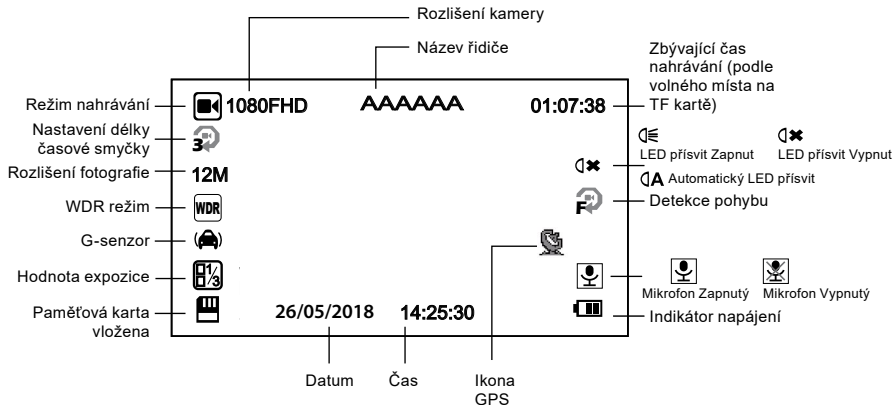 Rozlišení kamery
Název řidiče
Zbývající čas
nahrávání (podle
volného místa na
TF kartě)
Režim nahrávání
1080FHD
AAAAAA
01:07:38
Nastavení délky
časové smyčky
3
LED přísvit Zapnut
LED přísvit Vypnut
Rozlišení fotografie
12M
A Automatický LED přísvit
WDR režim
WDR
F
Detekce pohybu
G-senzor
Hodnota expozice
1/3
Mikrofon Zapnutý
Mikrofon Vypnutý
Paměťová karta
vložena
26/05/2018
14:25:30
Indikátor napájení
Datum
Čas
Ikona
GPS